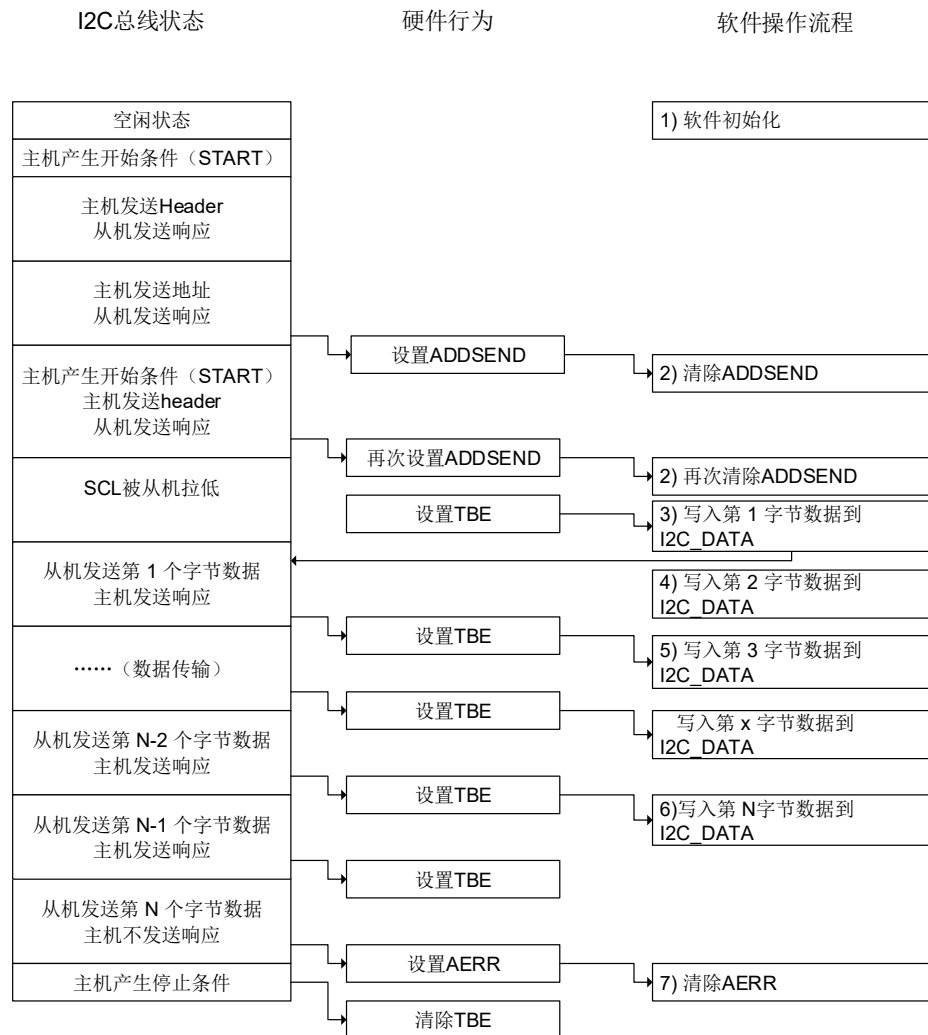 I2C总线状态
硬件行为
软件操作流程
空闲状态
1) 软件初始化
主机产生开始条件（START）
主机发送Header
从机发送响应
主机发送地址
从机发送响应
设置ADDSEND
2) 清除ADDSEND
主机产生开始条件（START）
主机发送header
从机发送响应
再次设置ADDSEND
2) 再次清除ADDSEND
SCL被从机拉低
设置TBE
3) 写入第 1 字节数据到
I2C_DATA
从机发送第 1 个字节数据
主机发送响应
4) 写入第 2 字节数据到
I2C_DATA
设置TBE
5) 写入第 3 字节数据到
I2C_DATA
……（数据传输）
设置TBE
写入第 x 字节数据到
I2C_DATA
从机发送第 N-2 个字节数据
主机发送响应
设置TBE
6)写入第 N字节数据到
I2C_DATA
从机发送第 N-1 个字节数据
主机发送响应
设置TBE
从机发送第 N 个字节数据
主机不发送响应
设置AERR
7) 清除AERR
主机产生停止条件
清除TBE